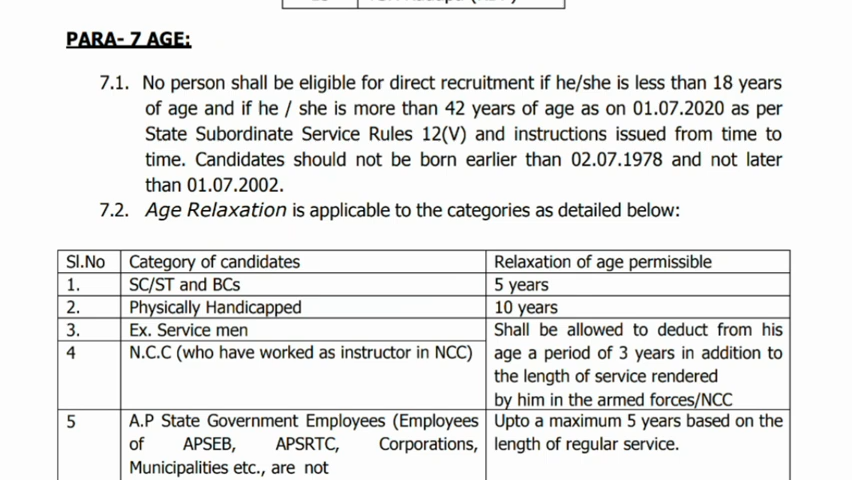 PARA- 7 AGE:
7.1. No person shall be eligible for direct recruitment if he/she is less than 18 years
of age and if he / she is more than 42 years of age as on 01.07.2020 as per
State Subordinate Service Rules 12(V) and instructions issued from time to
time. Candidates should not be born earlier than 02.07.1978 and not later
than 01.07.2002.
7.2. Age Relaxation is applicable to the categories as detailed below:
Sl.No Category of candidates Relaxation of age permissible
1. SC/ST and BCs 5 years
2. Physically Handicapped 10 years
3. Ex. Service men Shall be allowed to deduct from his
4 N.C.C (who have worked as instructor in NCC) age a period of 3 years in addition to
the length of service rendered
by him in the armed forces/NCC
5 A.P State Government Employees (Employees Upto a maximum 5 years based on the
of APSEB, APSRTC, Corporations, length of regular service.
Municipalities etc., are not